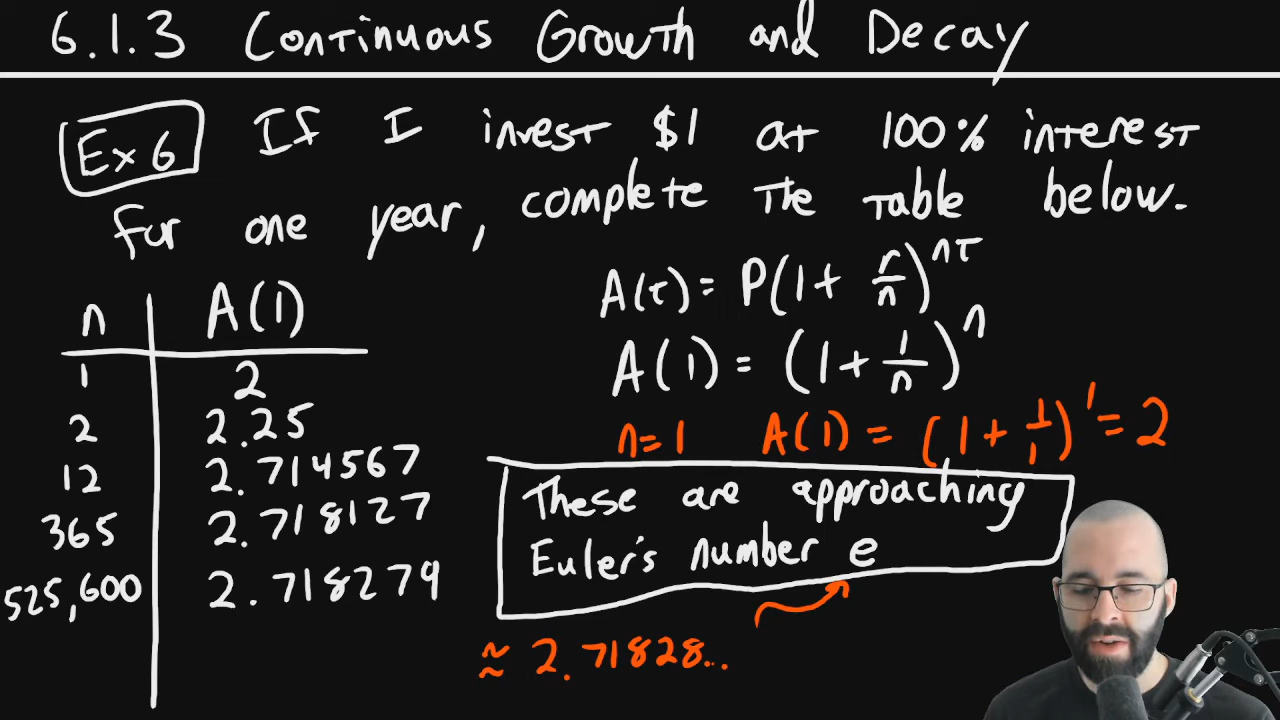 6.1.3 Continuous Growth and Decay
Ex 6 If I invest $1 at 100% interest
for one year, complete the table below.
A(t) = P(1 + r/n)^nt
A(1) = (1 + 1/n)^n
n=1 A(1) = (1 + 1/1)^1 = 2
n A(1)
1 2
2 2.25
12 2.714567
365 2.718127
525,600 2.718279
These are approaching
Euler's number e
≈ 2.71828...